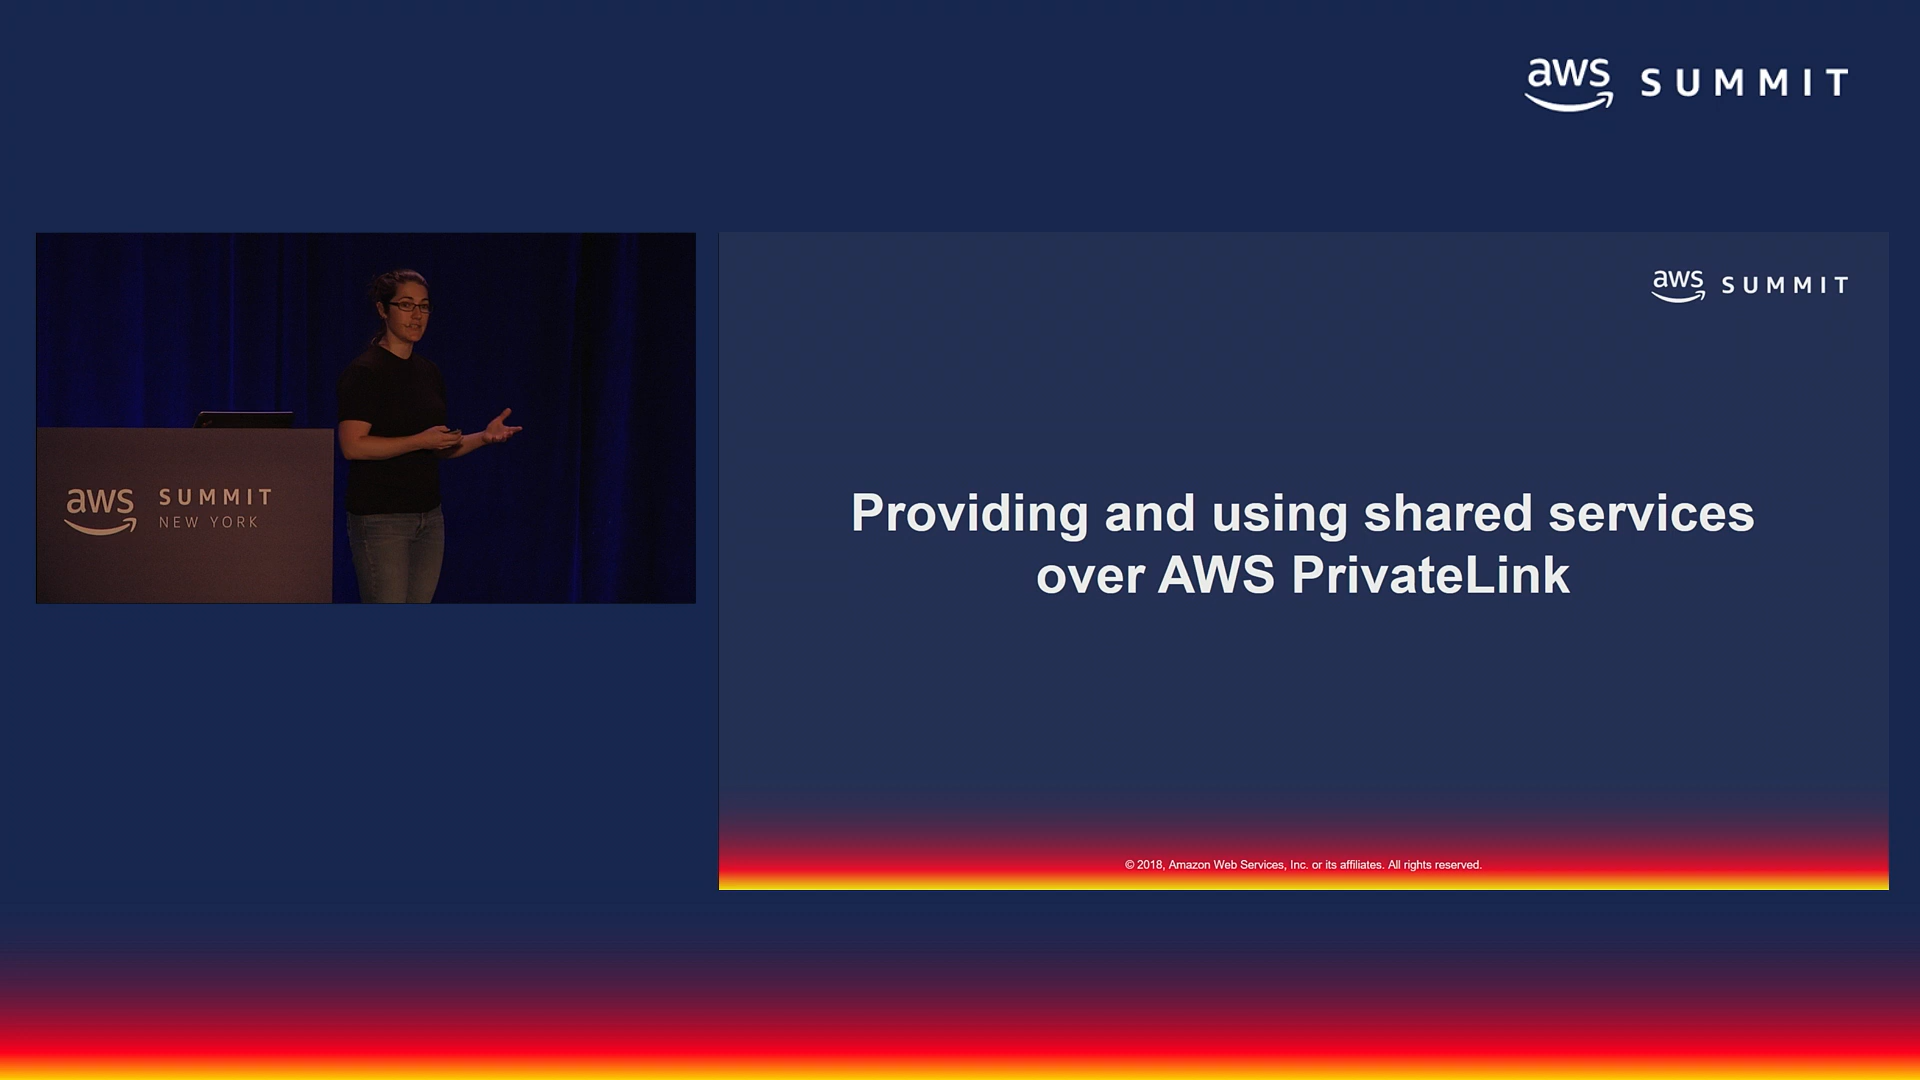 aws SUMMIT
aws SUMMIT
NEW YORK
aws SUMMIT
Providing and using shared services
over AWS PrivateLink
© 2018, Amazon Web Services, Inc. or its affiliates. All rights reserved.